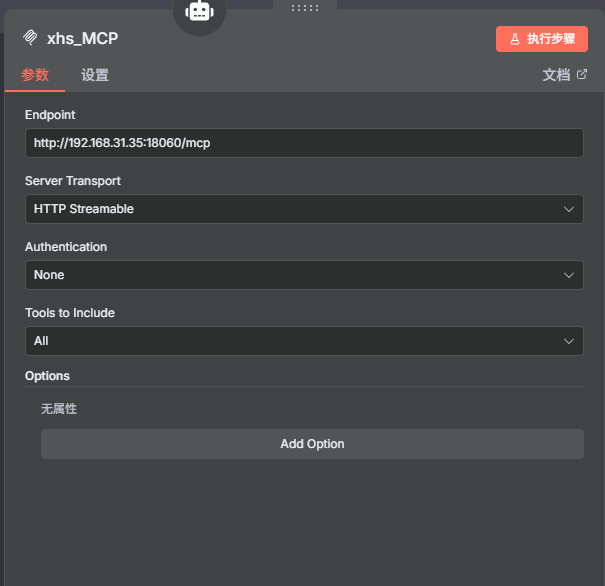 xhs_MCP
执行步骤
参数
设置
文档
Endpoint
http://192.168.31.35:18060/mcp
Server Transport
HTTP Streamable
Authentication
None
Tools to Include
All
Options
无属性
Add Option